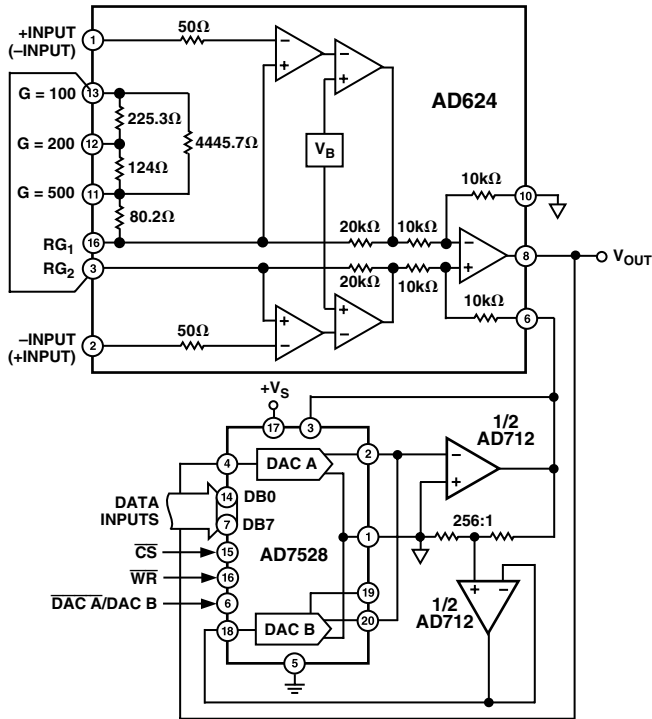 +INPUT
(–INPUT)
1
50Ω
–
+
–
+
AD624
G = 100
13
225.3Ω
G = 200
12
4445.7Ω
124Ω
V_B
G = 500
11
80.2Ω
10kΩ
10
RG₁
16
20kΩ
10kΩ
–
+
8
V_OUT
RG₂
3
20kΩ
10kΩ
10kΩ
6
+
–
+
–
–INPUT
(+INPUT)
2
50Ω
+V_S
17
3
1/2
AD712
4
DAC A
2
–
+
DATA
INPUTS
14
DB0
7
DB7
1
256:1
C̅S̅
15
AD7528
W̅R̅
16
19
+
–
D̅A̅C̅ A̅/DAC B
6
20
1/2
AD712
18
DAC B
5